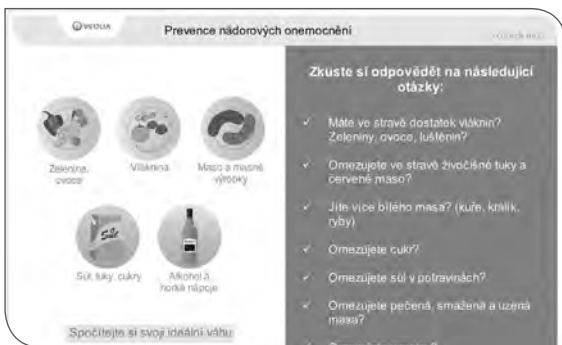 VEOLIA
Prevence nádorových onemocnění
Zelenina,
ovoce
Vláknina
Maso a masné
výrobky
Sůl
Sůl, tuky, cukry
Alkohol a
horké nápoje
Spočítejte si svoji ideální váhu
Zkuste si odpovědět na následující
otázky:
✓ Máte ve stravě dostatek vláknin?
Zeleniny, ovoce, luštěnin?
✓ Omezujete ve stravě živočišné tuky a
červené maso?
✓ Jíte více bílého masa? (kuře, králík,
ryby)
✓ Omezujete cukr?
✓ Omezujete sůl v potravinách?
✓ Omezujete pečená, smažená a uzená
masa?